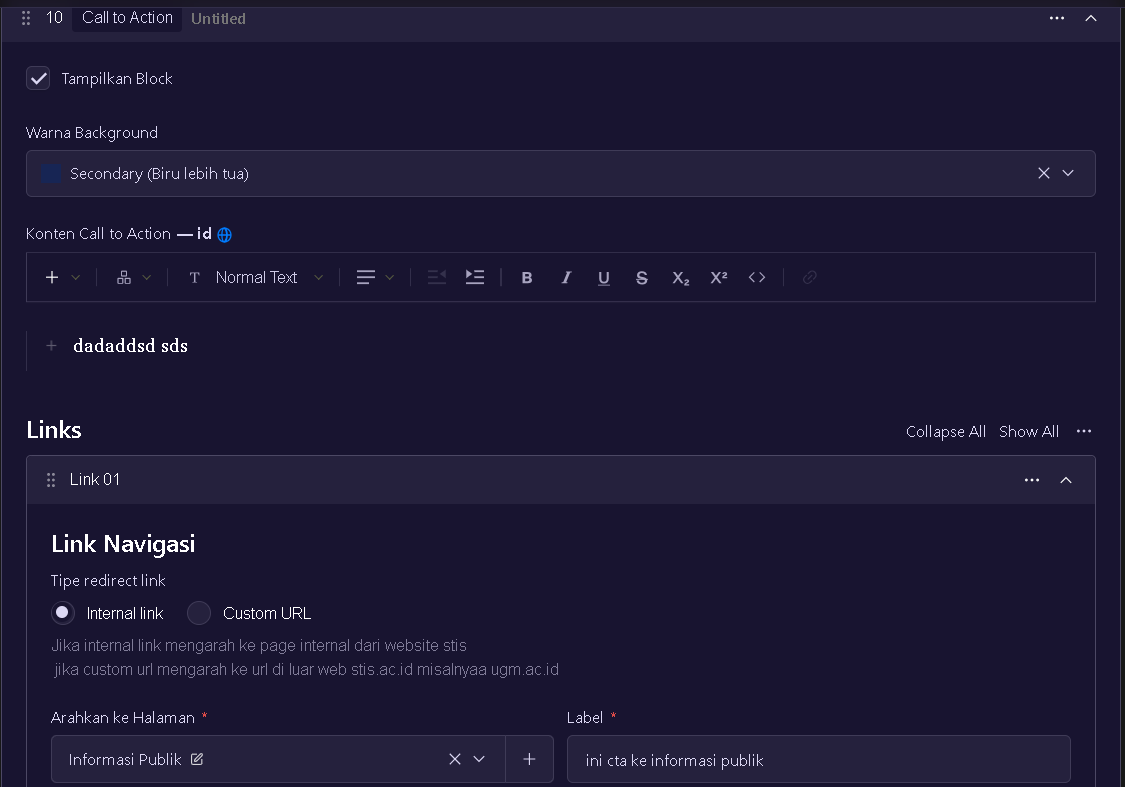 10 Call to Action Untitled
Tampilkan Block
Warna Background
Secondary (Biru lebih tua)
Konten Call to Action — id
T Normal Text B I U S X₂ X² <>
dadaddsd sds
Links
Collapse All Show All
Link 01
Link Navigasi
Tipe redirect link
Internal link Custom URL
Jika internal link mengarah ke page internal dari website stis
jika custom url mengarah ke url di luar web stis.ac.id misalnyaa ugm.ac.id
Arahkan ke Halaman * Label *
Informasi Publik ini cta ke informasi publik